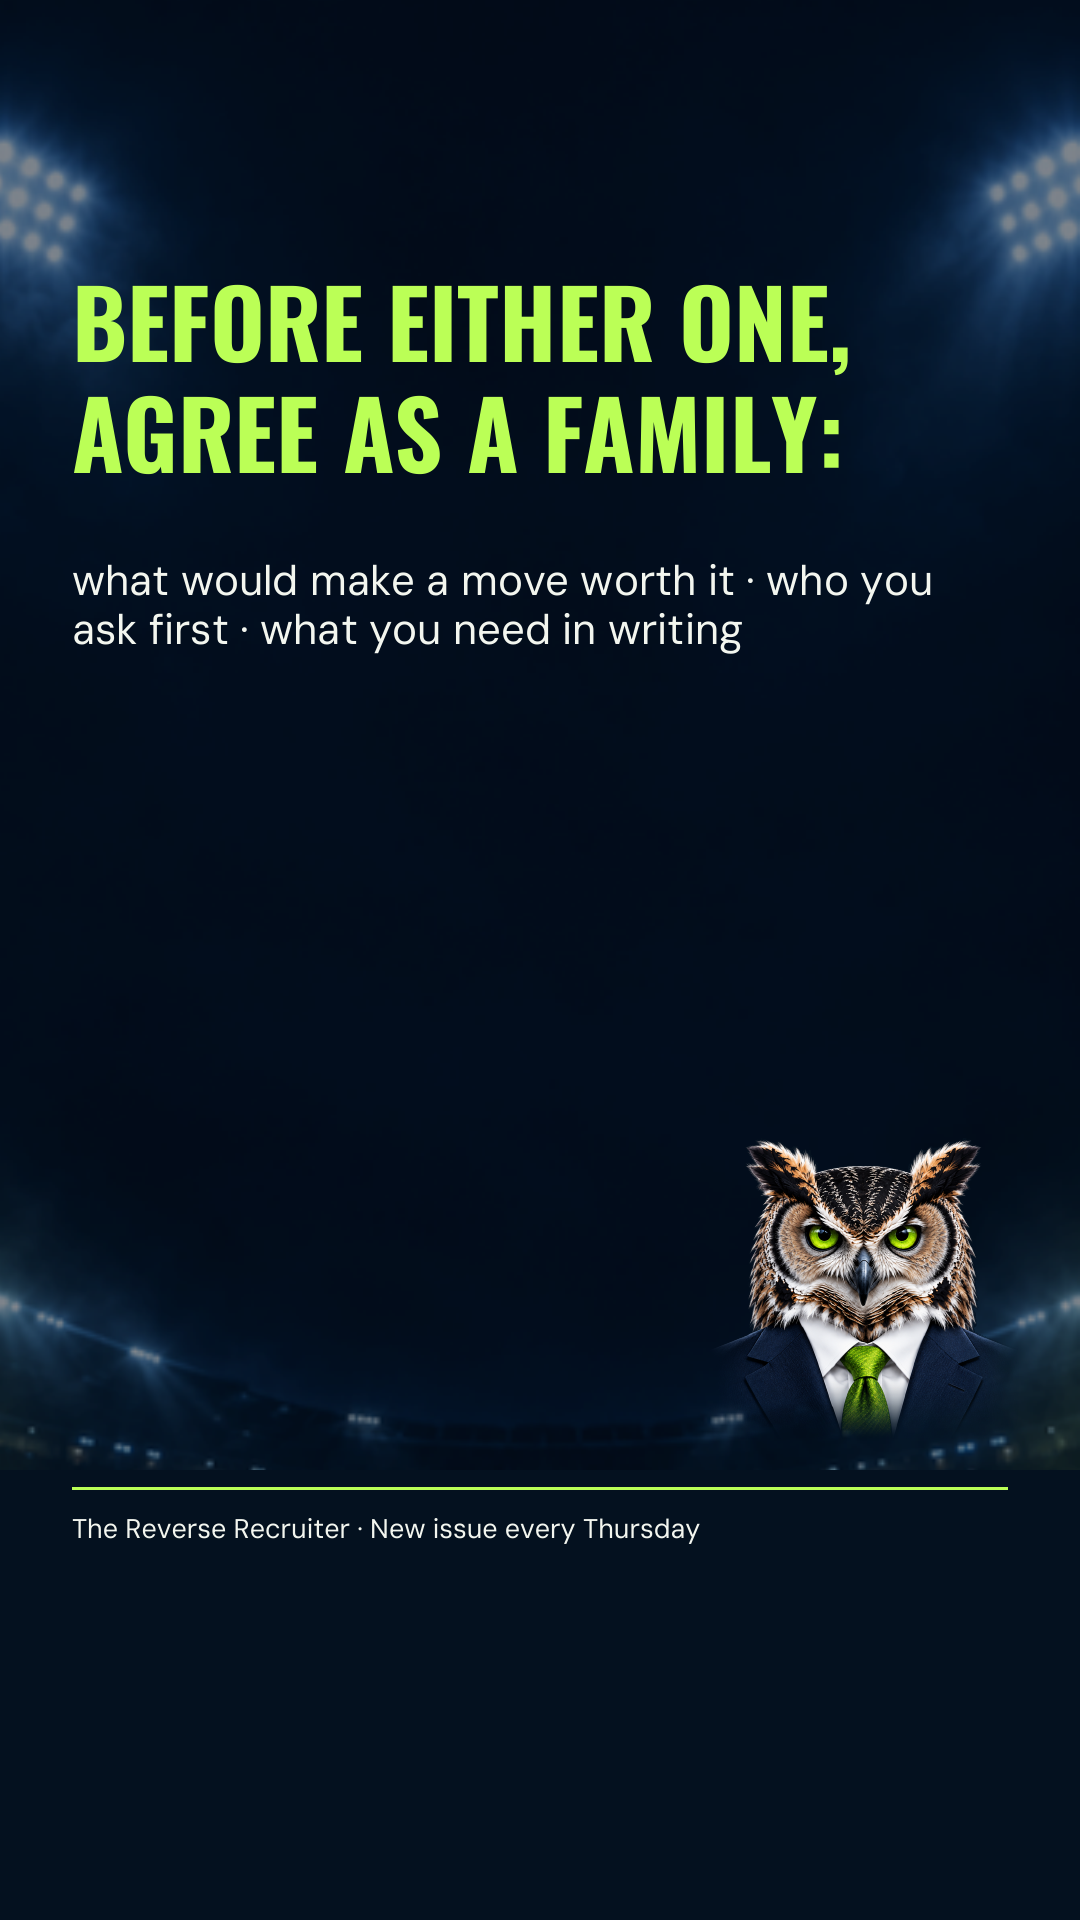 BEFORE EITHER ONE,
AGREE AS A FAMILY:
what would make a move worth it · who you
ask first · what you need in writing
The Reverse Recruiter · New issue every Thursday